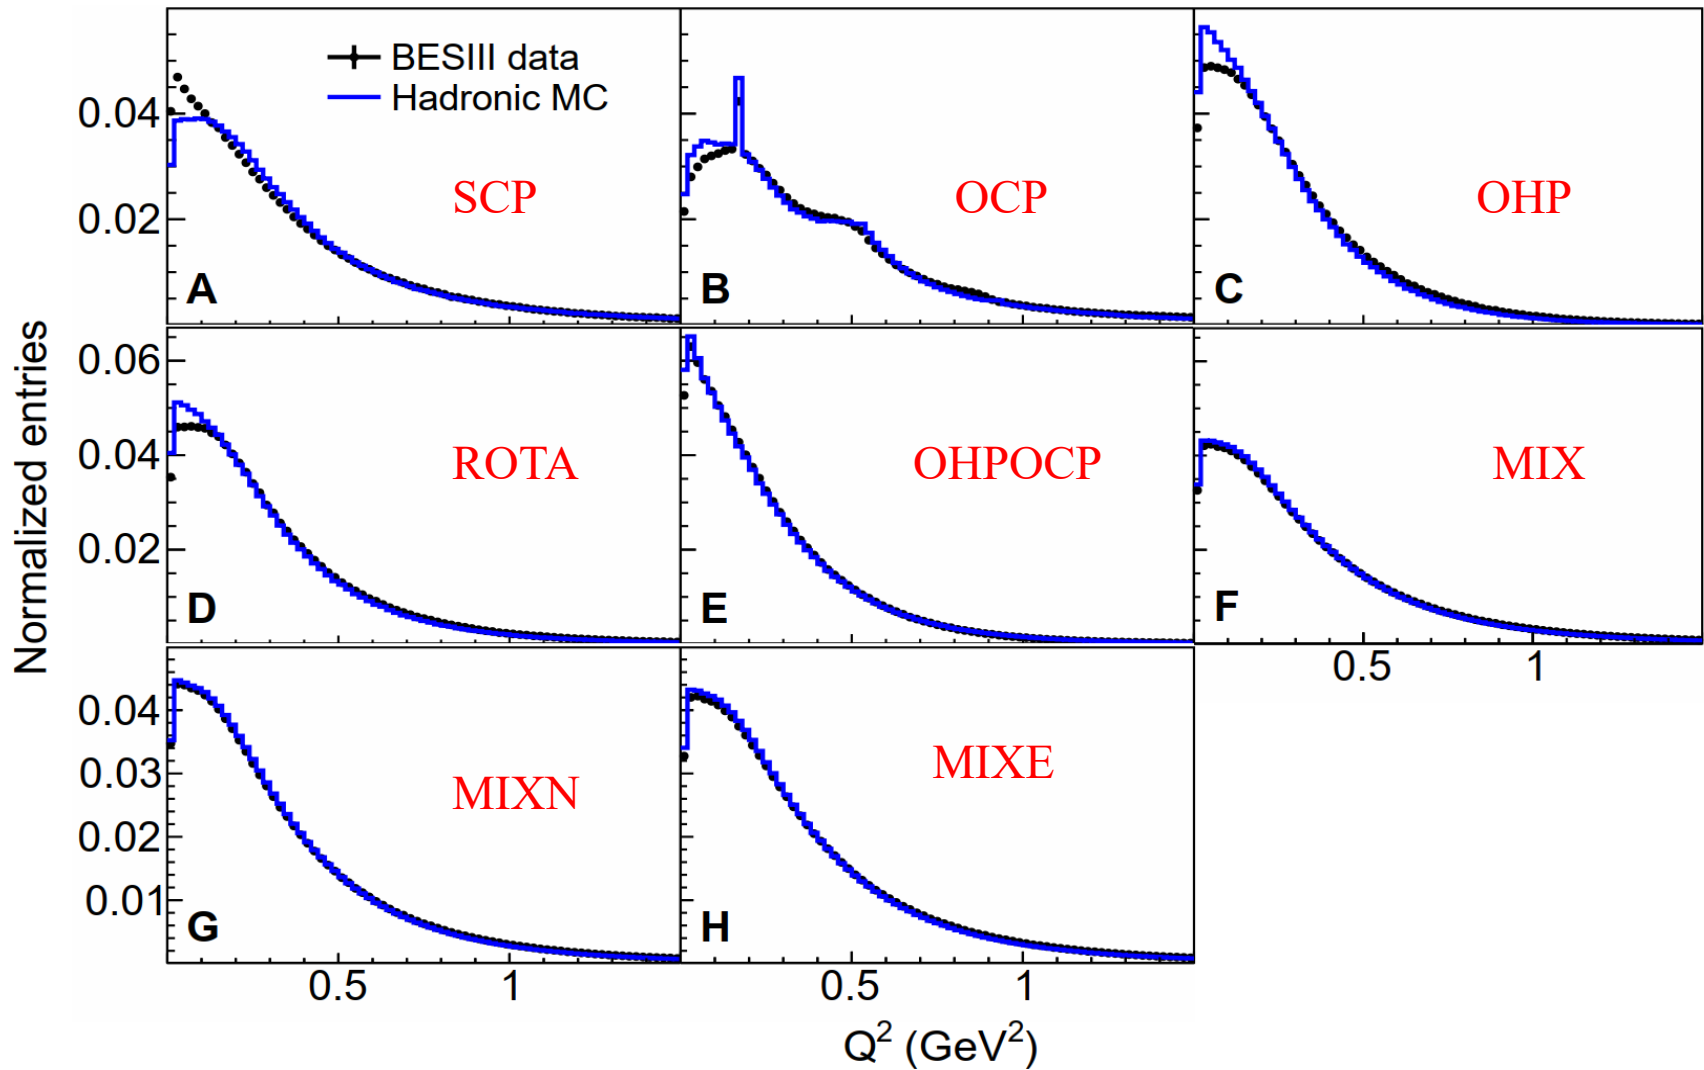 BESIII data
Hadronic MC
0.04
0.02
SCP
OCP
OHP
A
B
C
Normalized entries
0.06
0.04
0.02
ROTA
OHPOCP
MIX
D
E
F
0.5 1
0.04
0.03
0.02
0.01
MIXN
MIXE
G
H
0.5 1
0.5 1
Q² (GeV²)